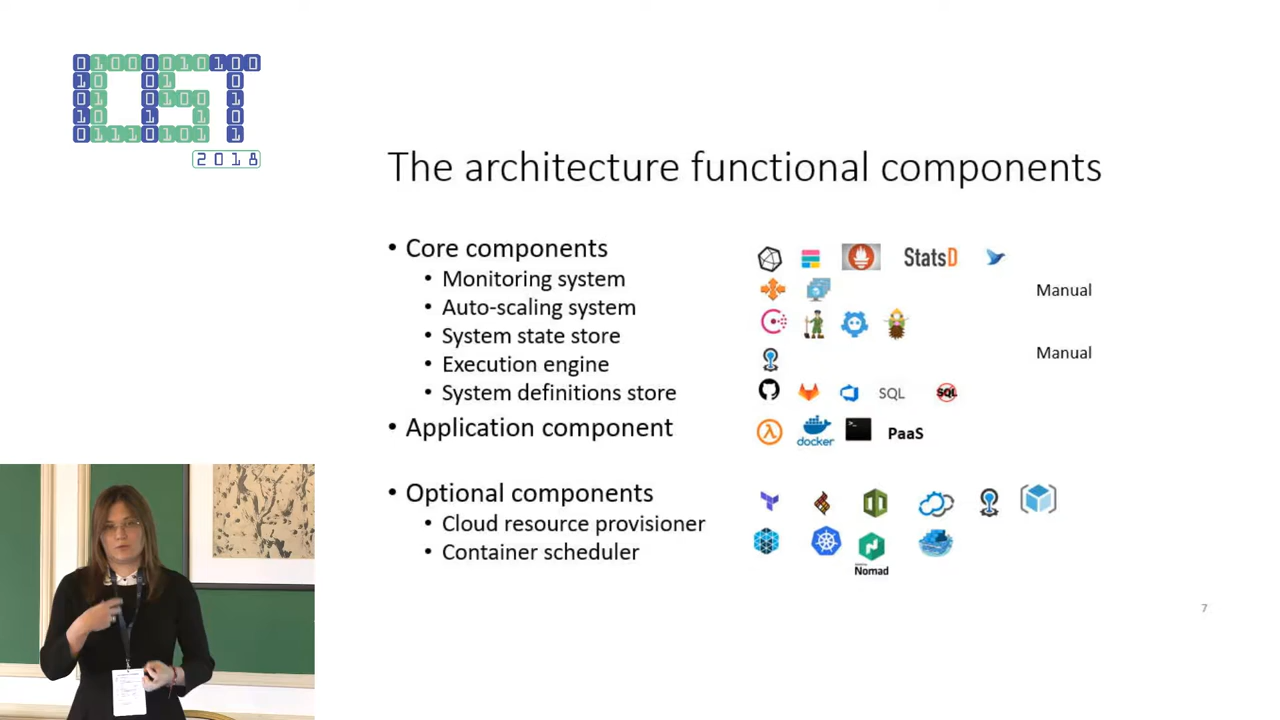 2018
The architecture functional components
• Core components
• Monitoring system
• Auto-scaling system
• System state store
• Execution engine
• System definitions store
• Application component
• Optional components
• Cloud resource provisioner
• Container scheduler
StatsD
Manual
Manual
SQL
SQL
docker
>_
PaaS
Nomad
7